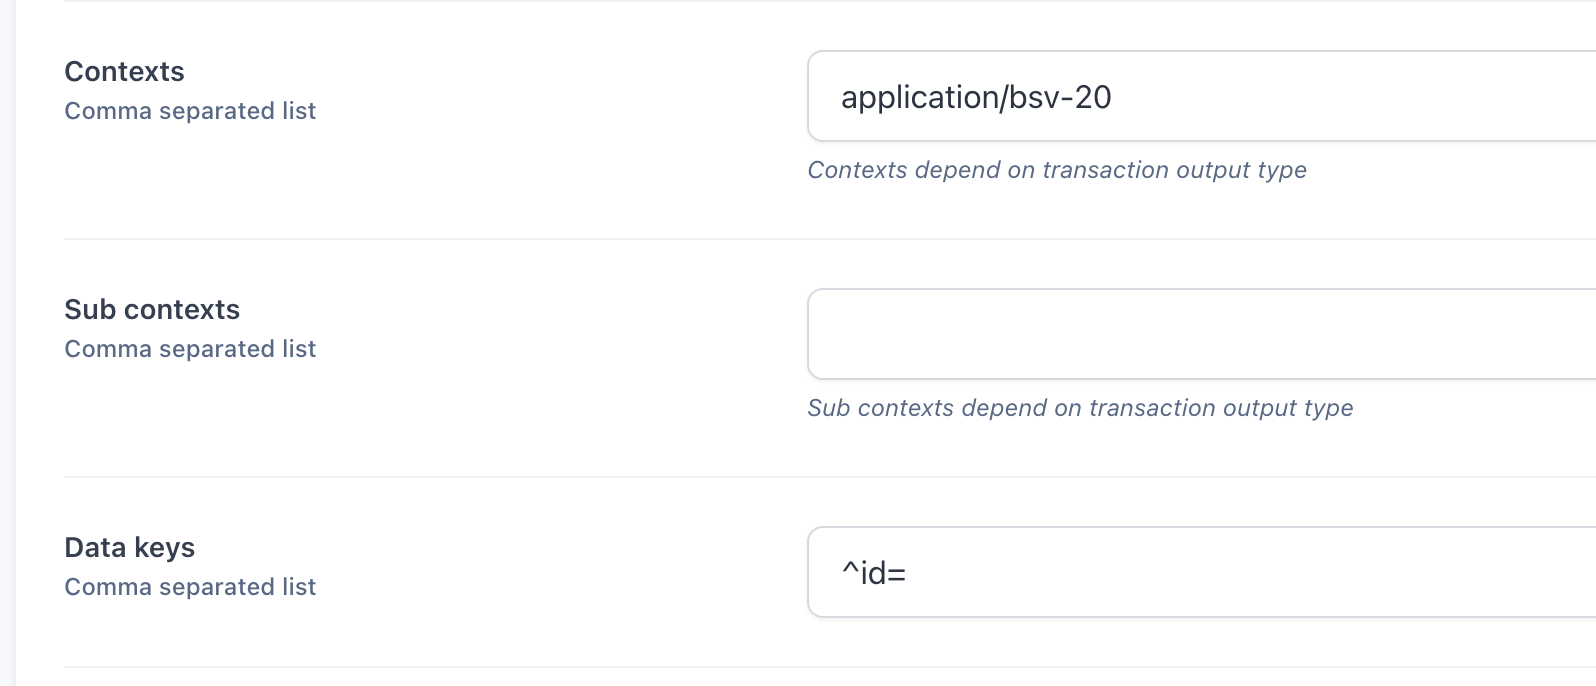 Contexts
Comma separated list
application/bsv-20
Contexts depend on transaction output type
Sub contexts
Comma separated list
Sub contexts depend on transaction output type
Data keys
Comma separated list
^id=